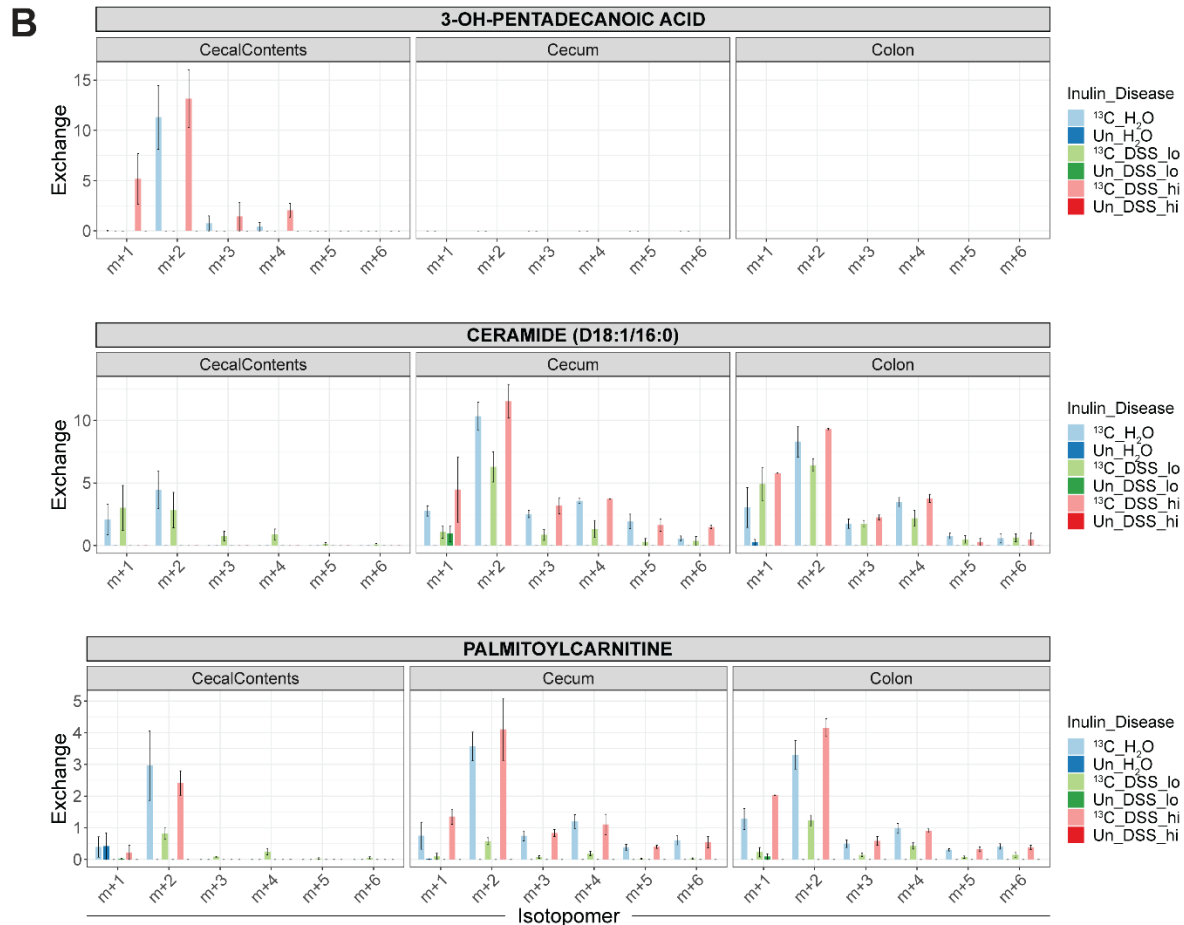 B
3-OH-PENTADECANOIC ACID
CecalContents Cecum Colon
15
10
5
0
Exchange
m+1 m+2 m+3 m+4 m+5 m+6 m+1 m+2 m+3 m+4 m+5 m+6 m+1 m+2 m+3 m+4 m+5 m+6
Inulin_Disease
¹³C_H₂O
Un_H₂O
¹³C_DSS_lo
Un_DSS_lo
¹³C_DSS_hi
Un_DSS_hi
CERAMIDE (D18:1/16:0)
CecalContents Cecum Colon
10
5
0
Exchange
m+1 m+2 m+3 m+4 m+5 m+6 m+1 m+2 m+3 m+4 m+5 m+6 m+1 m+2 m+3 m+4 m+5 m+6
Inulin_Disease
¹³C_H₂O
Un_H₂O
¹³C_DSS_lo
Un_DSS_lo
¹³C_DSS_hi
Un_DSS_hi
PALMITOYLCARNITINE
CecalContents Cecum Colon
5
4
3
2
1
0
Exchange
m+1 m+2 m+3 m+4 m+5 m+6 m+1 m+2 m+3 m+4 m+5 m+6 m+1 m+2 m+3 m+4 m+5 m+6
Inulin_Disease
¹³C_H₂O
Un_H₂O
¹³C_DSS_lo
Un_DSS_lo
¹³C_DSS_hi
Un_DSS_hi
Isotopomer